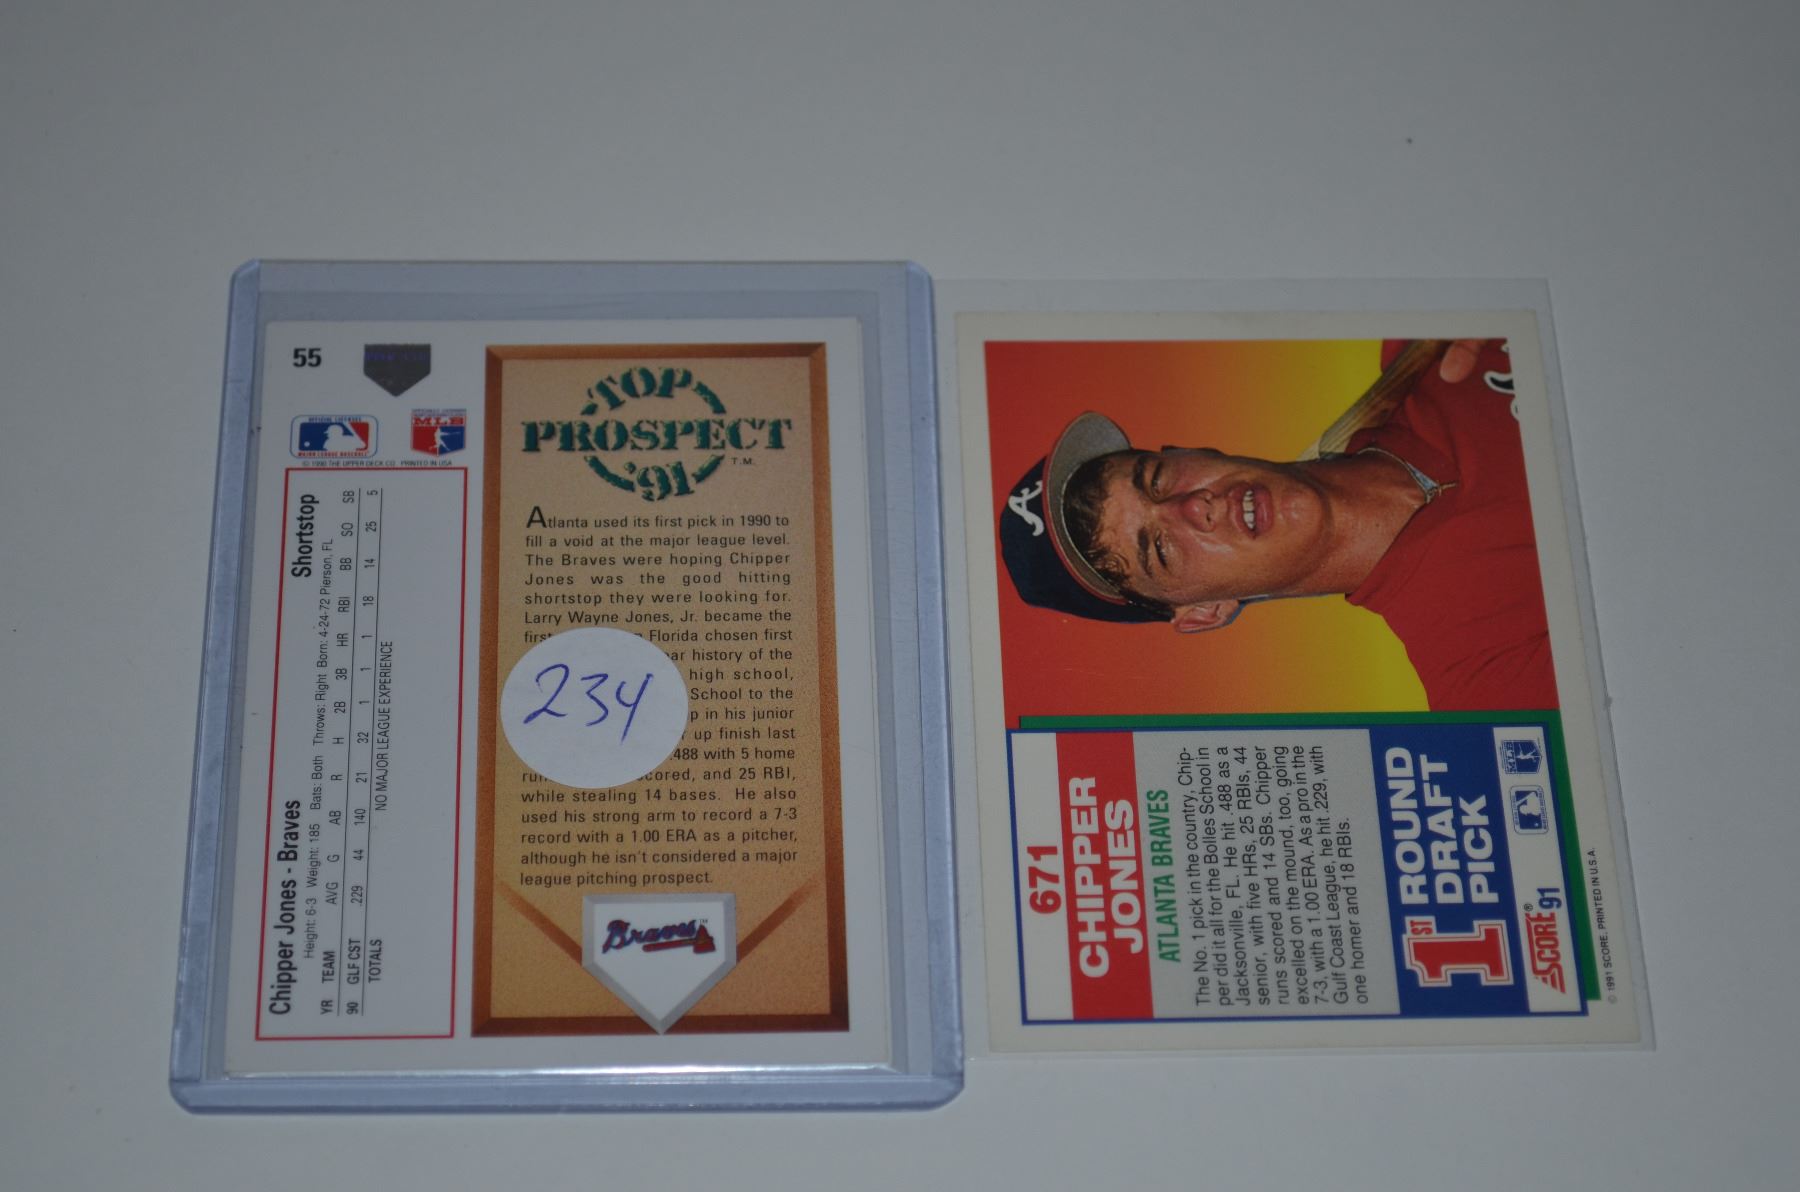 55
OFFICIAL LICENSEE
MAJOR LEAGUE BASEBALL
MLB
© 1990 THE UPPER DECK CO. PRINTED IN USA
Chipper Jones - Braves Shortstop
Height: 6-3 Weight: 185 Bats: Both Throws: Right Born: 4-24-72 Pierson, FL
YR TEAM AVG G AB R H 2B 3B HR RBI BB SO SB
90 GLF CST .229 44 140 21 32 1 1 1 18 14 25 5
TOTALS NO MAJOR LEAGUE EXPERIENCE
TOP
PROSPECT
'91
T.M.
Atlanta used its first pick in 1990 to
fill a void at the major league level.
The Braves were hoping Chipper
Jones was the good hitting
shortstop they were looking for.
Larry Wayne Jones, Jr. became the
Florida chosen first
history of the
high school,
School to the
in his junior
up finish last
.488 with 5 home
and 25 RBI,
while stealing 14 bases. He also
used his strong arm to record a 7-3
record with a 1.00 ERA as a pitcher,
although he isn't considered a major
league pitching prospect.
234
Braves™
A
671
CHIPPER
JONES
ATLANTA BRAVES
The No. 1 pick in the country, Chip-
per did it all for the Bolles School in
Jacksonville, FL. He hit .488 as a
senior, with five HRs, 25 RBIs, 44
runs scored and 14 SBs. Chipper
excelled on the mound, too, going
7-3, with a 1.00 ERA. As a pro in the
Gulf Coast League, he hit .229, with
one homer and 18 RBIs.
1ST ROUND
DRAFT
PICK
SCORE® 91
© 1991 SCORE, PRINTED IN U.S.A.